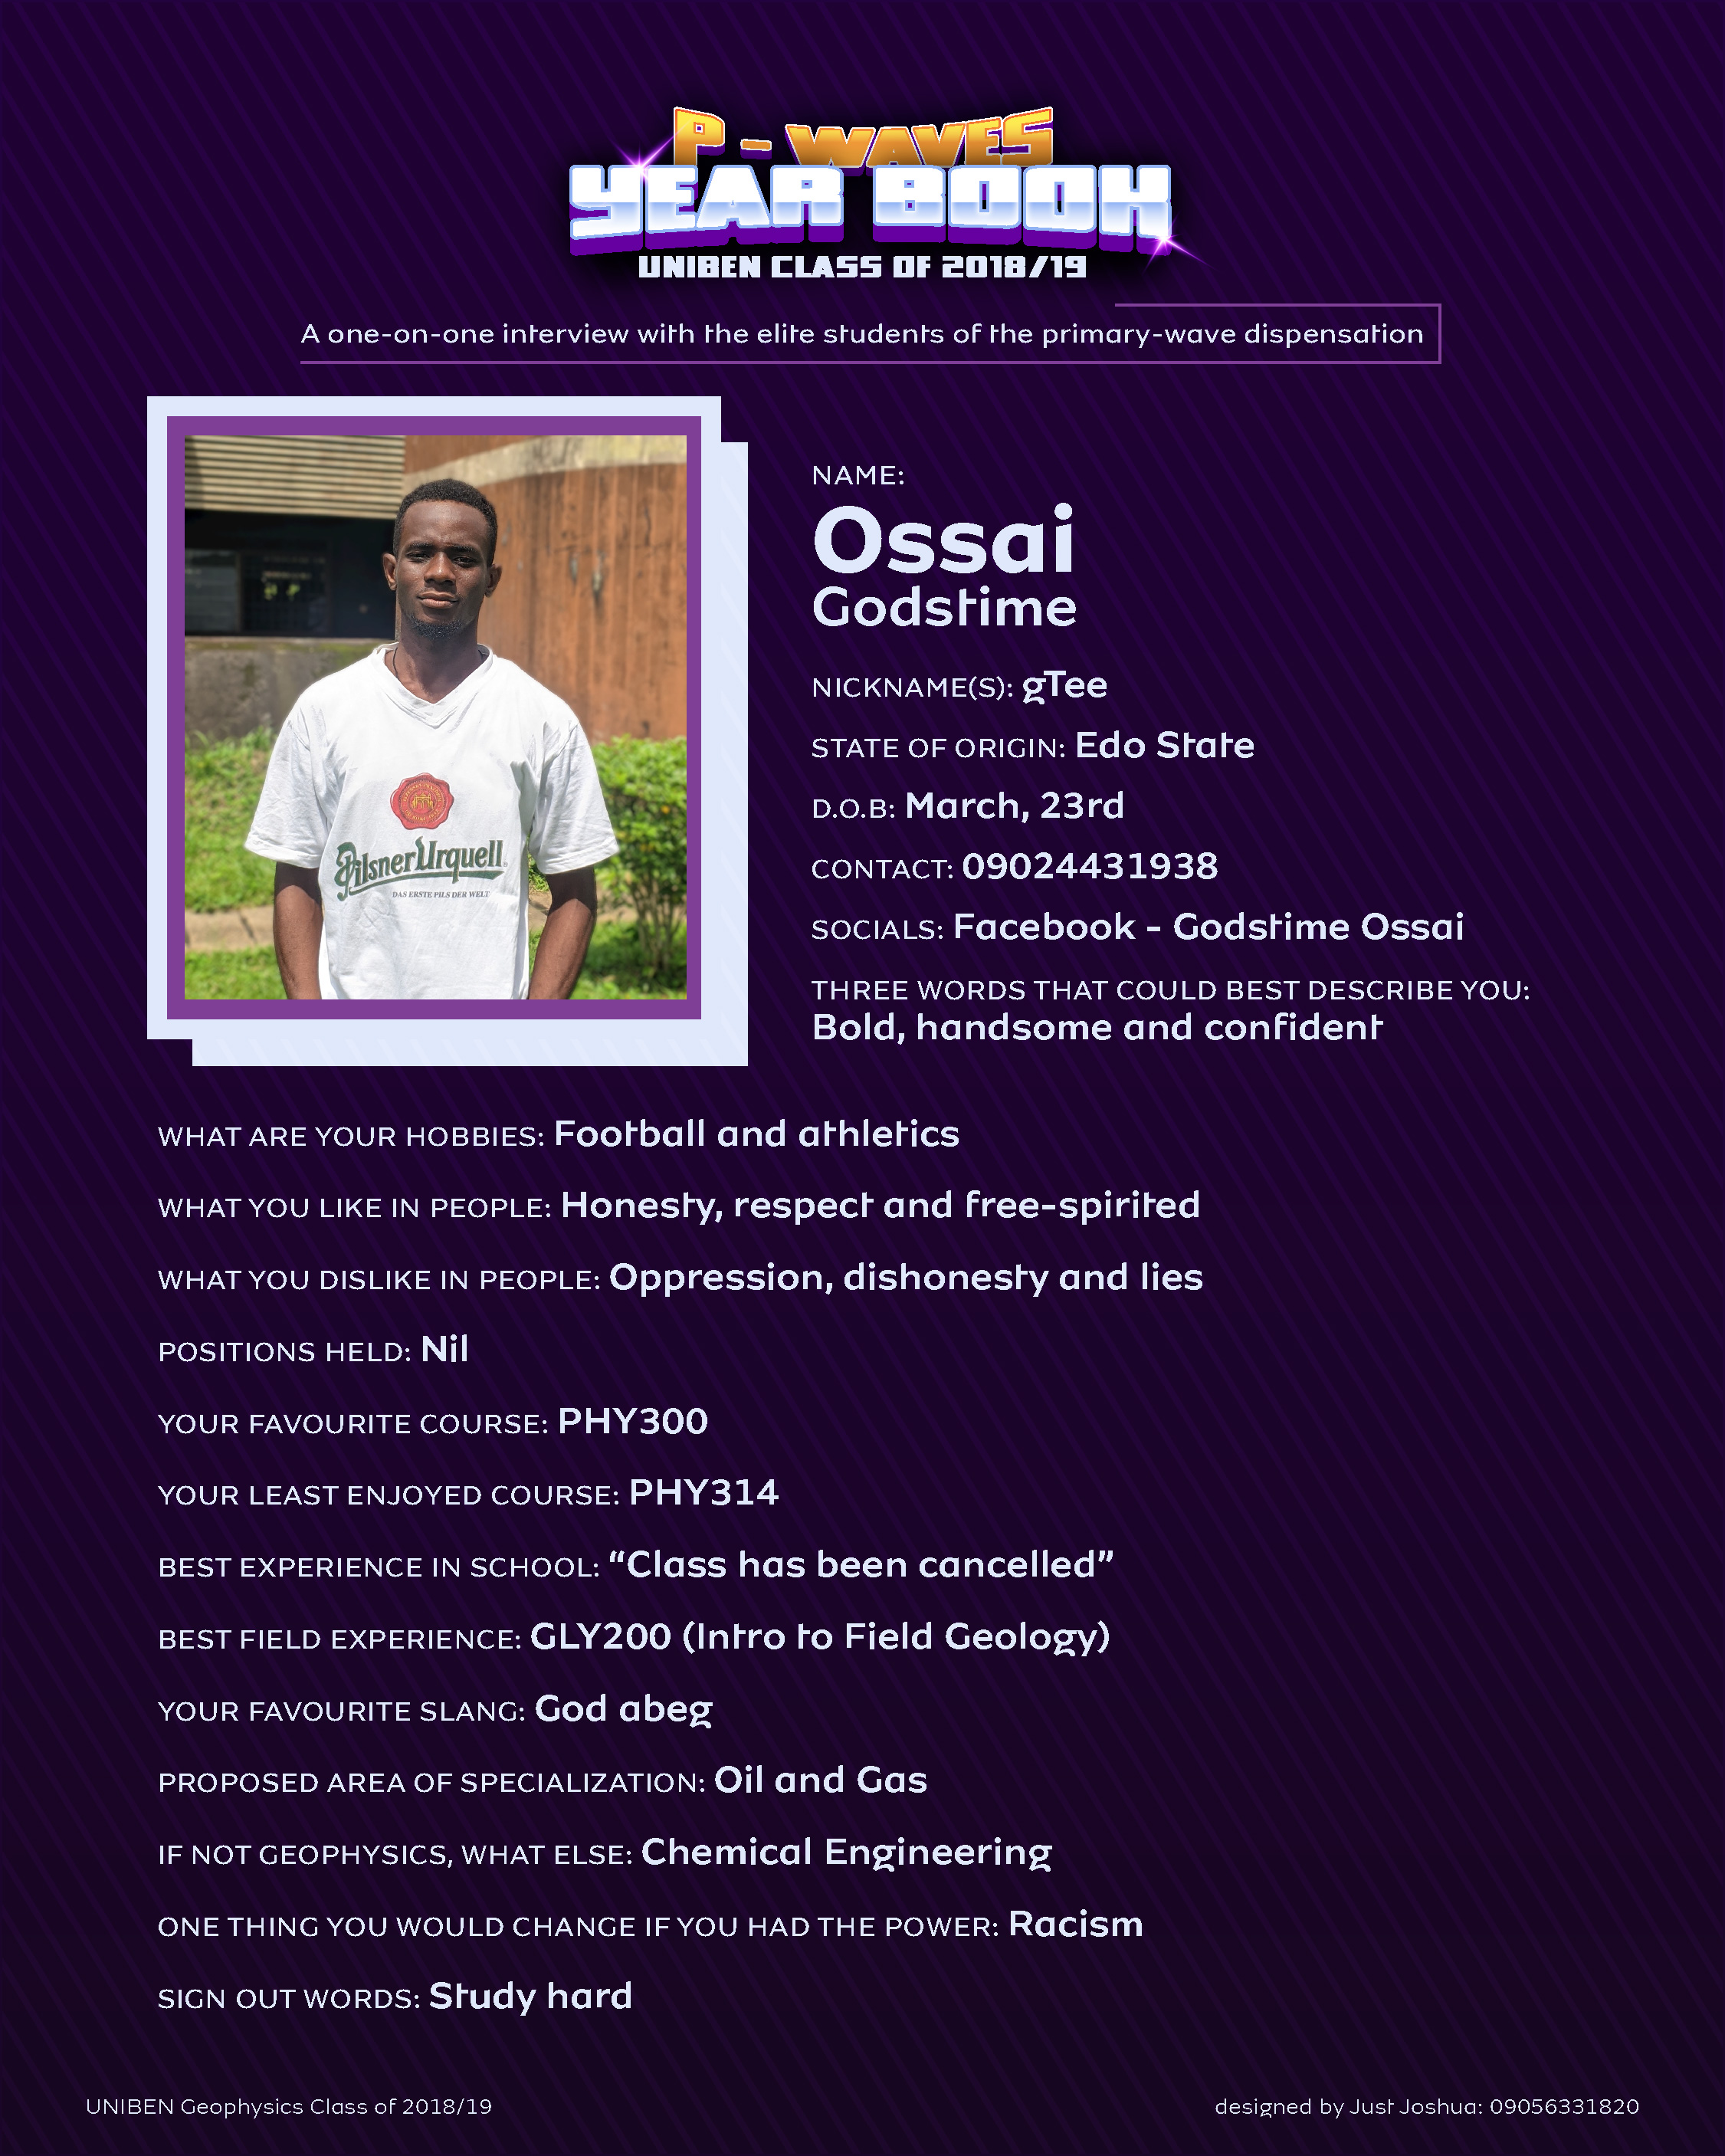 P - WAVES
YEAR BOOK
UNIBEN CLASS OF 2018/19
A one-on-one interview with the elite students of the primary-wave dispensation
NAME:
Ossai
Godstime
NICKNAME(S): gTee
STATE OF ORIGIN: Edo State
D.O.B: March, 23rd
CONTACT: 09024431938
SOCIALS: Facebook - Godstime Ossai
THREE WORDS THAT COULD BEST DESCRIBE YOU:
Bold, handsome and confident
Pilsner Urquell
DAS ERSTE PILS DER WELT
WHAT ARE YOUR HOBBIES: Football and athletics
WHAT YOU LIKE IN PEOPLE: Honesty, respect and free-spirited
WHAT YOU DISLIKE IN PEOPLE: Oppression, dishonesty and lies
POSITIONS HELD: Nil
YOUR FAVOURITE COURSE: PHY300
YOUR LEAST ENJOYED COURSE: PHY314
BEST EXPERIENCE IN SCHOOL: “Class has been cancelled”
BEST FIELD EXPERIENCE: GLY200 (Intro to Field Geology)
YOUR FAVOURITE SLANG: God abeg
PROPOSED AREA OF SPECIALIZATION: Oil and Gas
IF NOT GEOPHYSICS, WHAT ELSE: Chemical Engineering
ONE THING YOU WOULD CHANGE IF YOU HAD THE POWER: Racism
SIGN OUT WORDS: Study hard
UNIBEN Geophysics Class of 2018/19
designed by Just Joshua: 09056331820